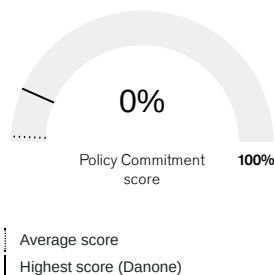 0%
Policy Commitment 100%
score
Average score
Highest score (Danone)